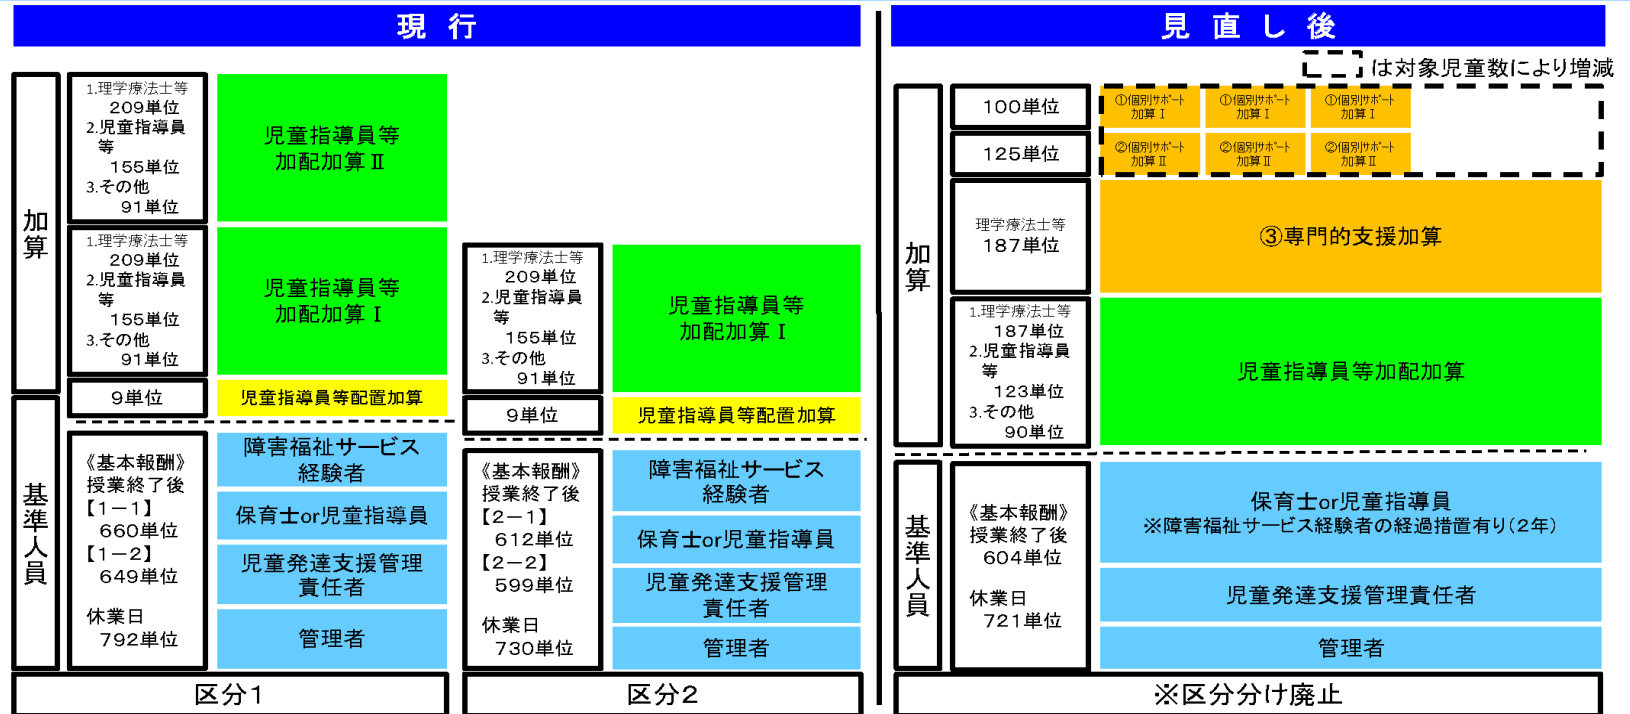 現行
加算
1.理学療法士等
209単位
2.児童指導員
等
155単位
3.その他
91単位
児童指導員等
加配加算Ⅱ
1.理学療法士等
209単位
2.児童指導員
等
155単位
3.その他
91単位
児童指導員等
加配加算Ⅰ
9単位
児童指導員等配置加算
基準人員
《基本報酬》
授業終了後
【1－1】
660単位
【1－2】
649単位
休業日
792単位
障害福祉サービス
経験者
保育士or児童指導員
児童発達支援管理
責任者
管理者
区分1
1.理学療法士等
209単位
2.児童指導員
等
155単位
3.その他
91単位
児童指導員等
加配加算Ⅰ
9単位
児童指導員等配置加算
《基本報酬》
授業終了後
【2－1】
612単位
【2－2】
599単位
休業日
730単位
障害福祉サービス
経験者
保育士or児童指導員
児童発達支援管理
責任者
管理者
区分2
見直し後
は対象児童数により増減
加算
100単位
①個別サポート
加算Ⅰ
①個別サポート
加算Ⅰ
①個別サポート
加算Ⅰ
125単位
②個別サポート
加算Ⅱ
②個別サポート
加算Ⅱ
②個別サポート
加算Ⅱ
理学療法士等
187単位
③専門的支援加算
1.理学療法士等
187単位
2.児童指導員
等
123単位
3.その他
90単位
児童指導員等加配加算
基準人員
《基本報酬》
授業終了後
604単位
休業日
721単位
保育士or児童指導員
※障害福祉サービス経験者の経過措置有り（2年）
児童発達支援管理責任者
管理者
※区分分け廃止